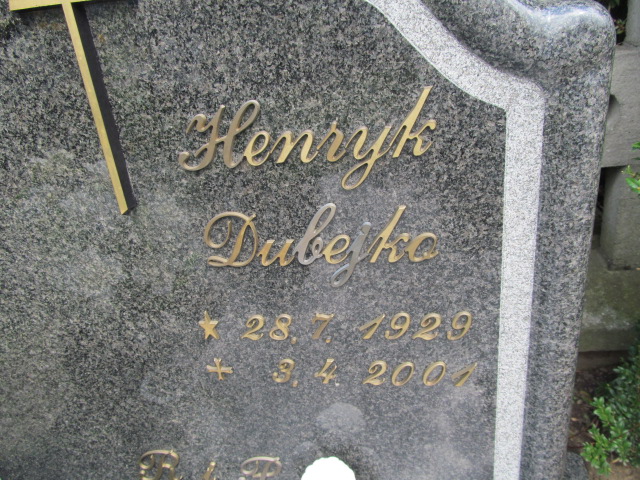 Henryk
Dubejko
★ 28. 7. 1929
✝ 3. 4. 2001